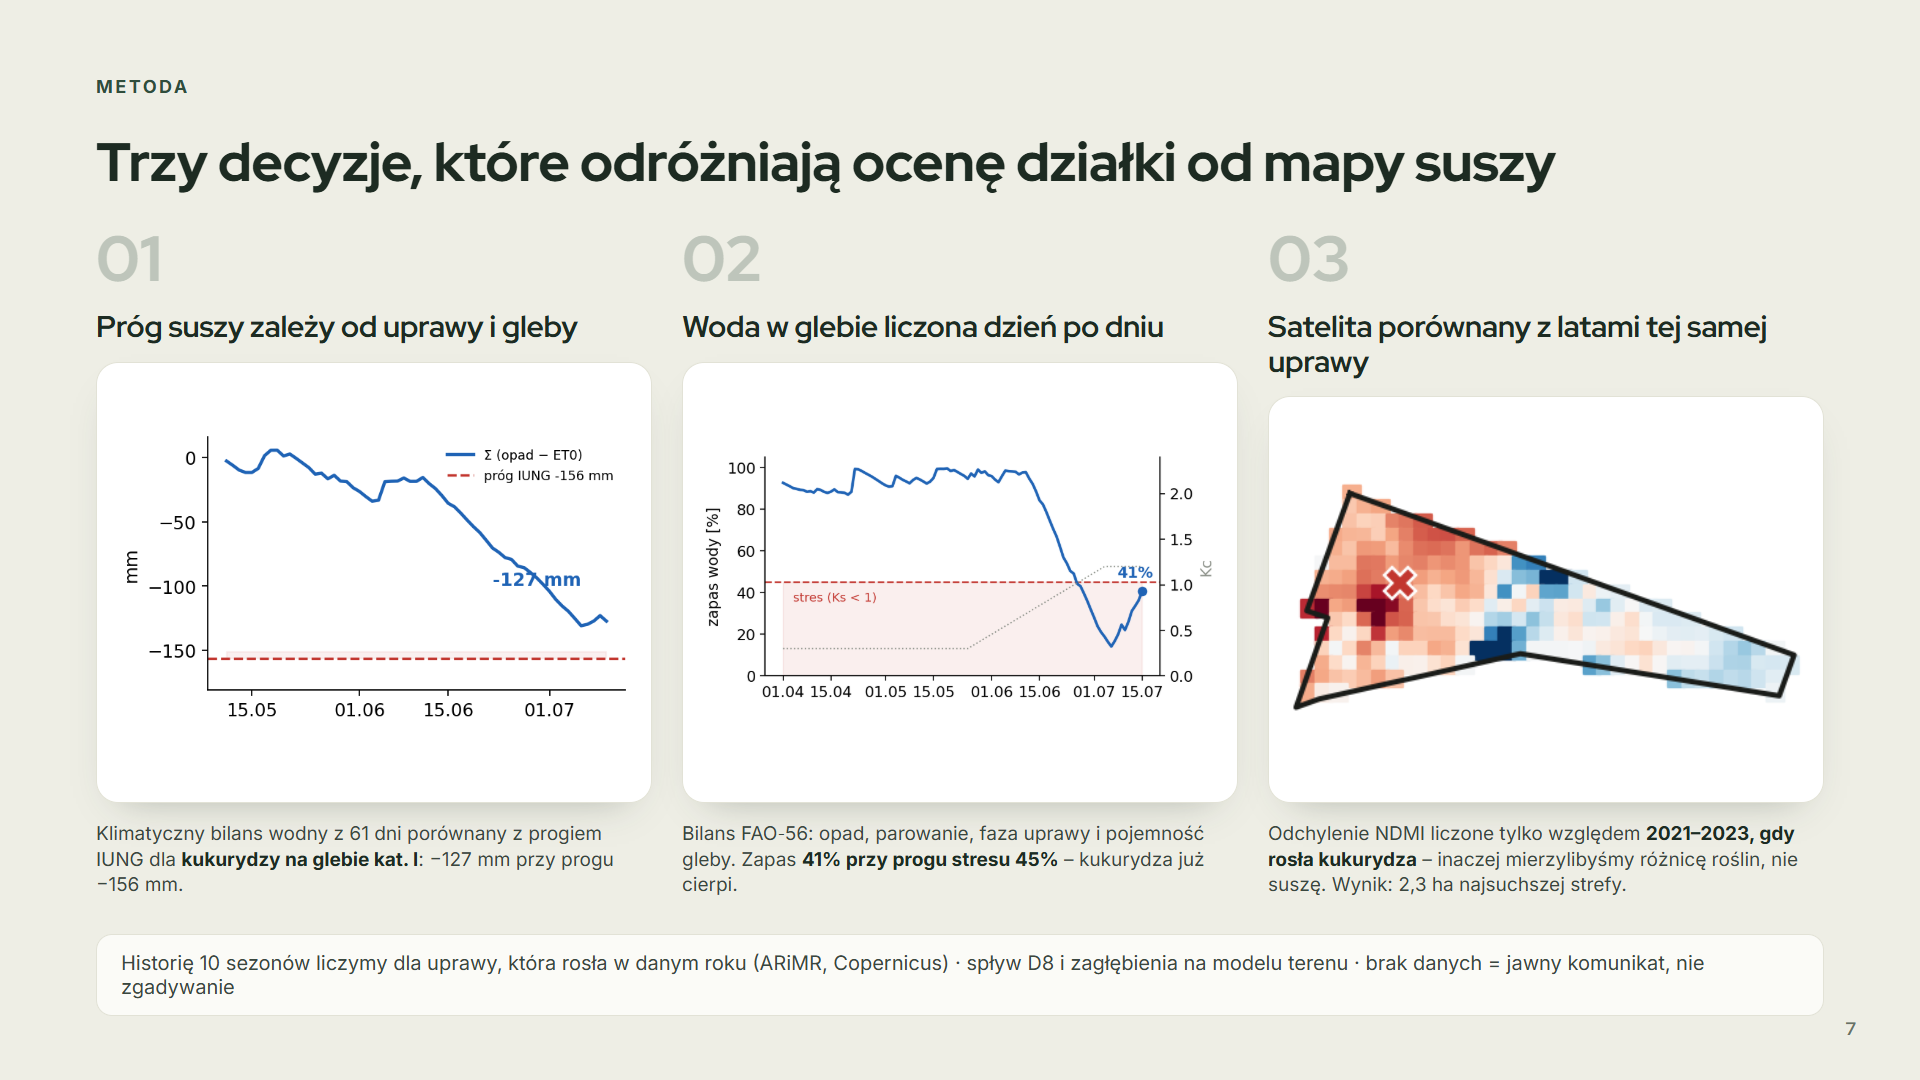 METODA
Trzy decyzje, które odróżniają ocenę działki od mapy suszy
01
Próg suszy zależy od uprawy i gleby
mm
0
−50
−100
−150
Σ (opad − ET0)
próg IUNG -156 mm
-127 mm
15.05
01.06
15.06
01.07
Klimatyczny bilans wodny z 61 dni porównany z progiem
IUNG dla kukurydzy na glebie kat. I: −127 mm przy progu
−156 mm.
02
Woda w glebie liczona dzień po dniu
zapas wody [%]
100
80
60
40
20
0
stres (Ks < 1)
41%
2.0
1.5
1.0
0.5
0.0
Kc
01.04
15.04
01.05
15.05
01.06
15.06
01.07
15.07
Bilans FAO-56: opad, parowanie, faza uprawy i pojemność
gleby. Zapas 41% przy progu stresu 45% – kukurydza już
cierpi.
03
Satelita porównany z latami tej samej
uprawy
Odchylenie NDMI liczone tylko względem 2021–2023, gdy
rosła kukurydza – inaczej mierzylibyśmy różnicę roślin, nie
suszę. Wynik: 2,3 ha najsuchszej strefy.
Historię 10 sezonów liczymy dla uprawy, która rosła w danym roku (ARiMR, Copernicus) · spływ D8 i zagłębienia na modelu terenu · brak danych = jawny komunikat, nie
zgadywanie
7